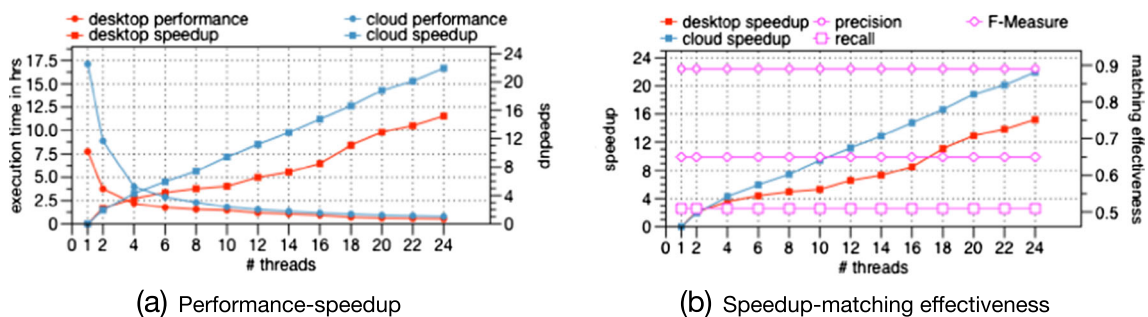 desktop performance
desktop speedup
cloud performance
cloud speedup
execution time in hrs
17.5
15.0
12.5
10.0
7.5
5.0
2.5
0
24
20
16
12
8
4
0
speedup
0 1 2 4 6 8 10 12 14 16 18 20 22 24
# threads
(a) Performance-speedup
desktop speedup
cloud speedup
precision
recall
F-Measure
speedup
24
20
16
12
8
4
0
0.9
0.8
0.7
0.6
0.5
matching effectiveness
0 1 2 4 6 8 10 12 14 16 18 20 22 24
# threads
(b) Speedup-matching effectiveness